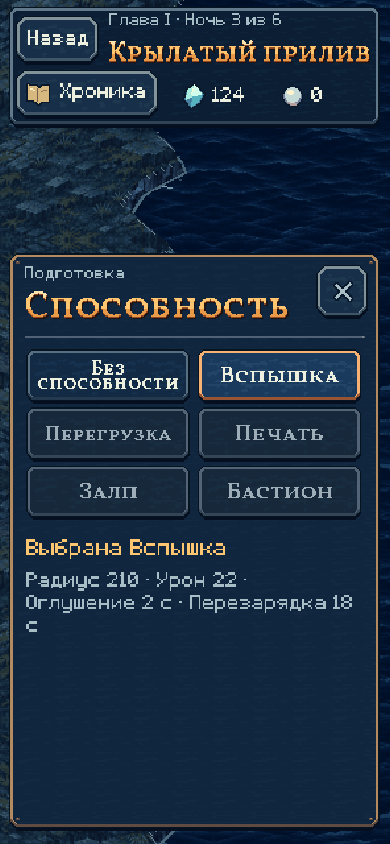 Глава I · Ночь 3 из 6
Назад
Крылатый прилив
Хроника
124
0
Подготовка
Способность
Без
способности
Вспышка
Перегрузка
Печать
Залп
Бастион
Выбрана Вспышка
Радиус 210 · Урон 22 ·
Оглушение 2 с · Перезарядка 18
с